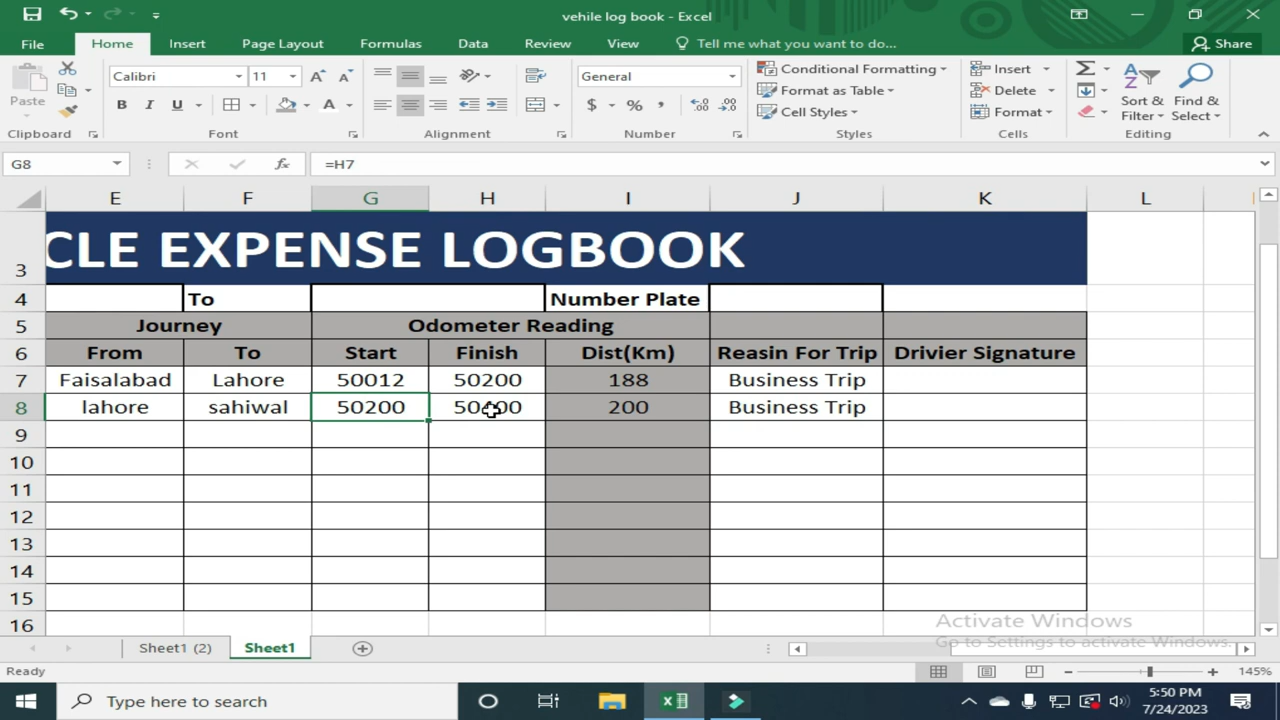 vehile log book - Excel
File Home Insert Page Layout Formulas Data Review View Tell me what you want to do... Share
Calibri 11 General Conditional Formatting Insert
Paste B I U $ % , Format as Table Delete Sort & Find &
Cell Styles Format Filter Select
Clipboard Font Alignment Number Styles Cells Editing
G8 fx =H7
E F G H I J K L
3 CLE EXPENSE LOGBOOK
4 To Number Plate
5 Journey Odometer Reading
6 From To Start Finish Dist(Km) Reasin For Trip Drivier Signature
7 Faisalabad Lahore 50012 50200 188 Business Trip
8 lahore sahiwal 50200 50400 200 Business Trip
9
10
11
12
13
14
15
16
Activate Windows
Go to Settings to activate Windows.
Sheet1 (2) Sheet1
Ready 145%
Type here to search 5:50 PM
7/24/2023